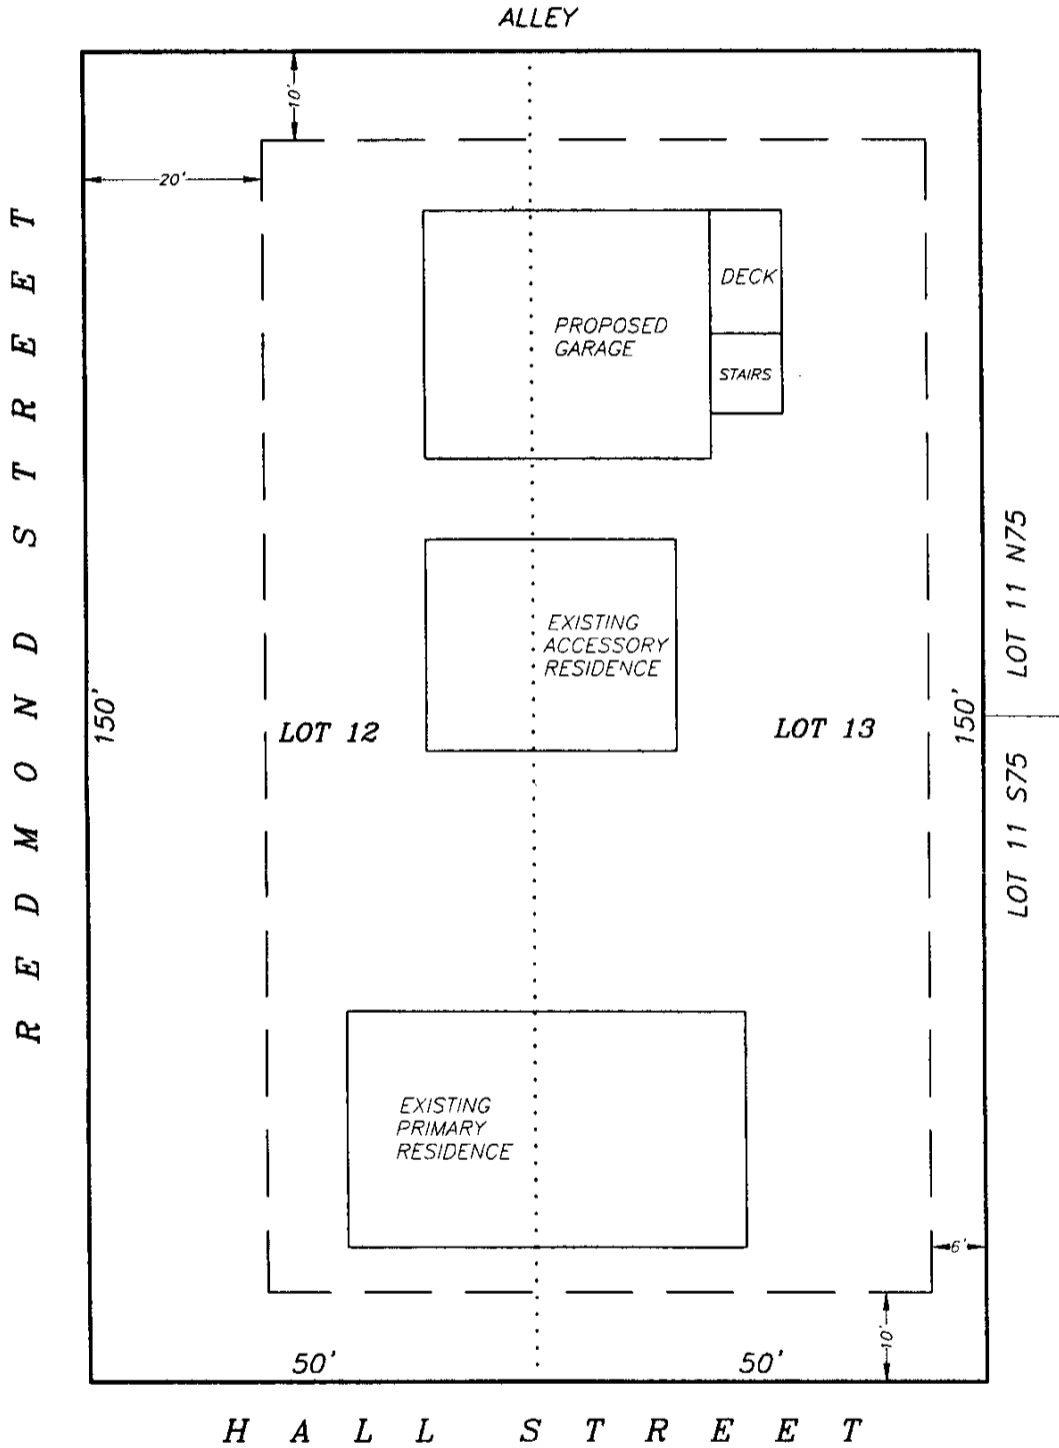 ALLEY
10'
20'
REDMOND STREET
DECK
PROPOSED
GARAGE
STAIRS
LOT 11 N75
EXISTING
ACCESSORY
RESIDENCE
150'
LOT 12
LOT 13
150'
LOT 11 S75
EXISTING
PRIMARY
RESIDENCE
6'
10'
50'
50'
HALL STREET